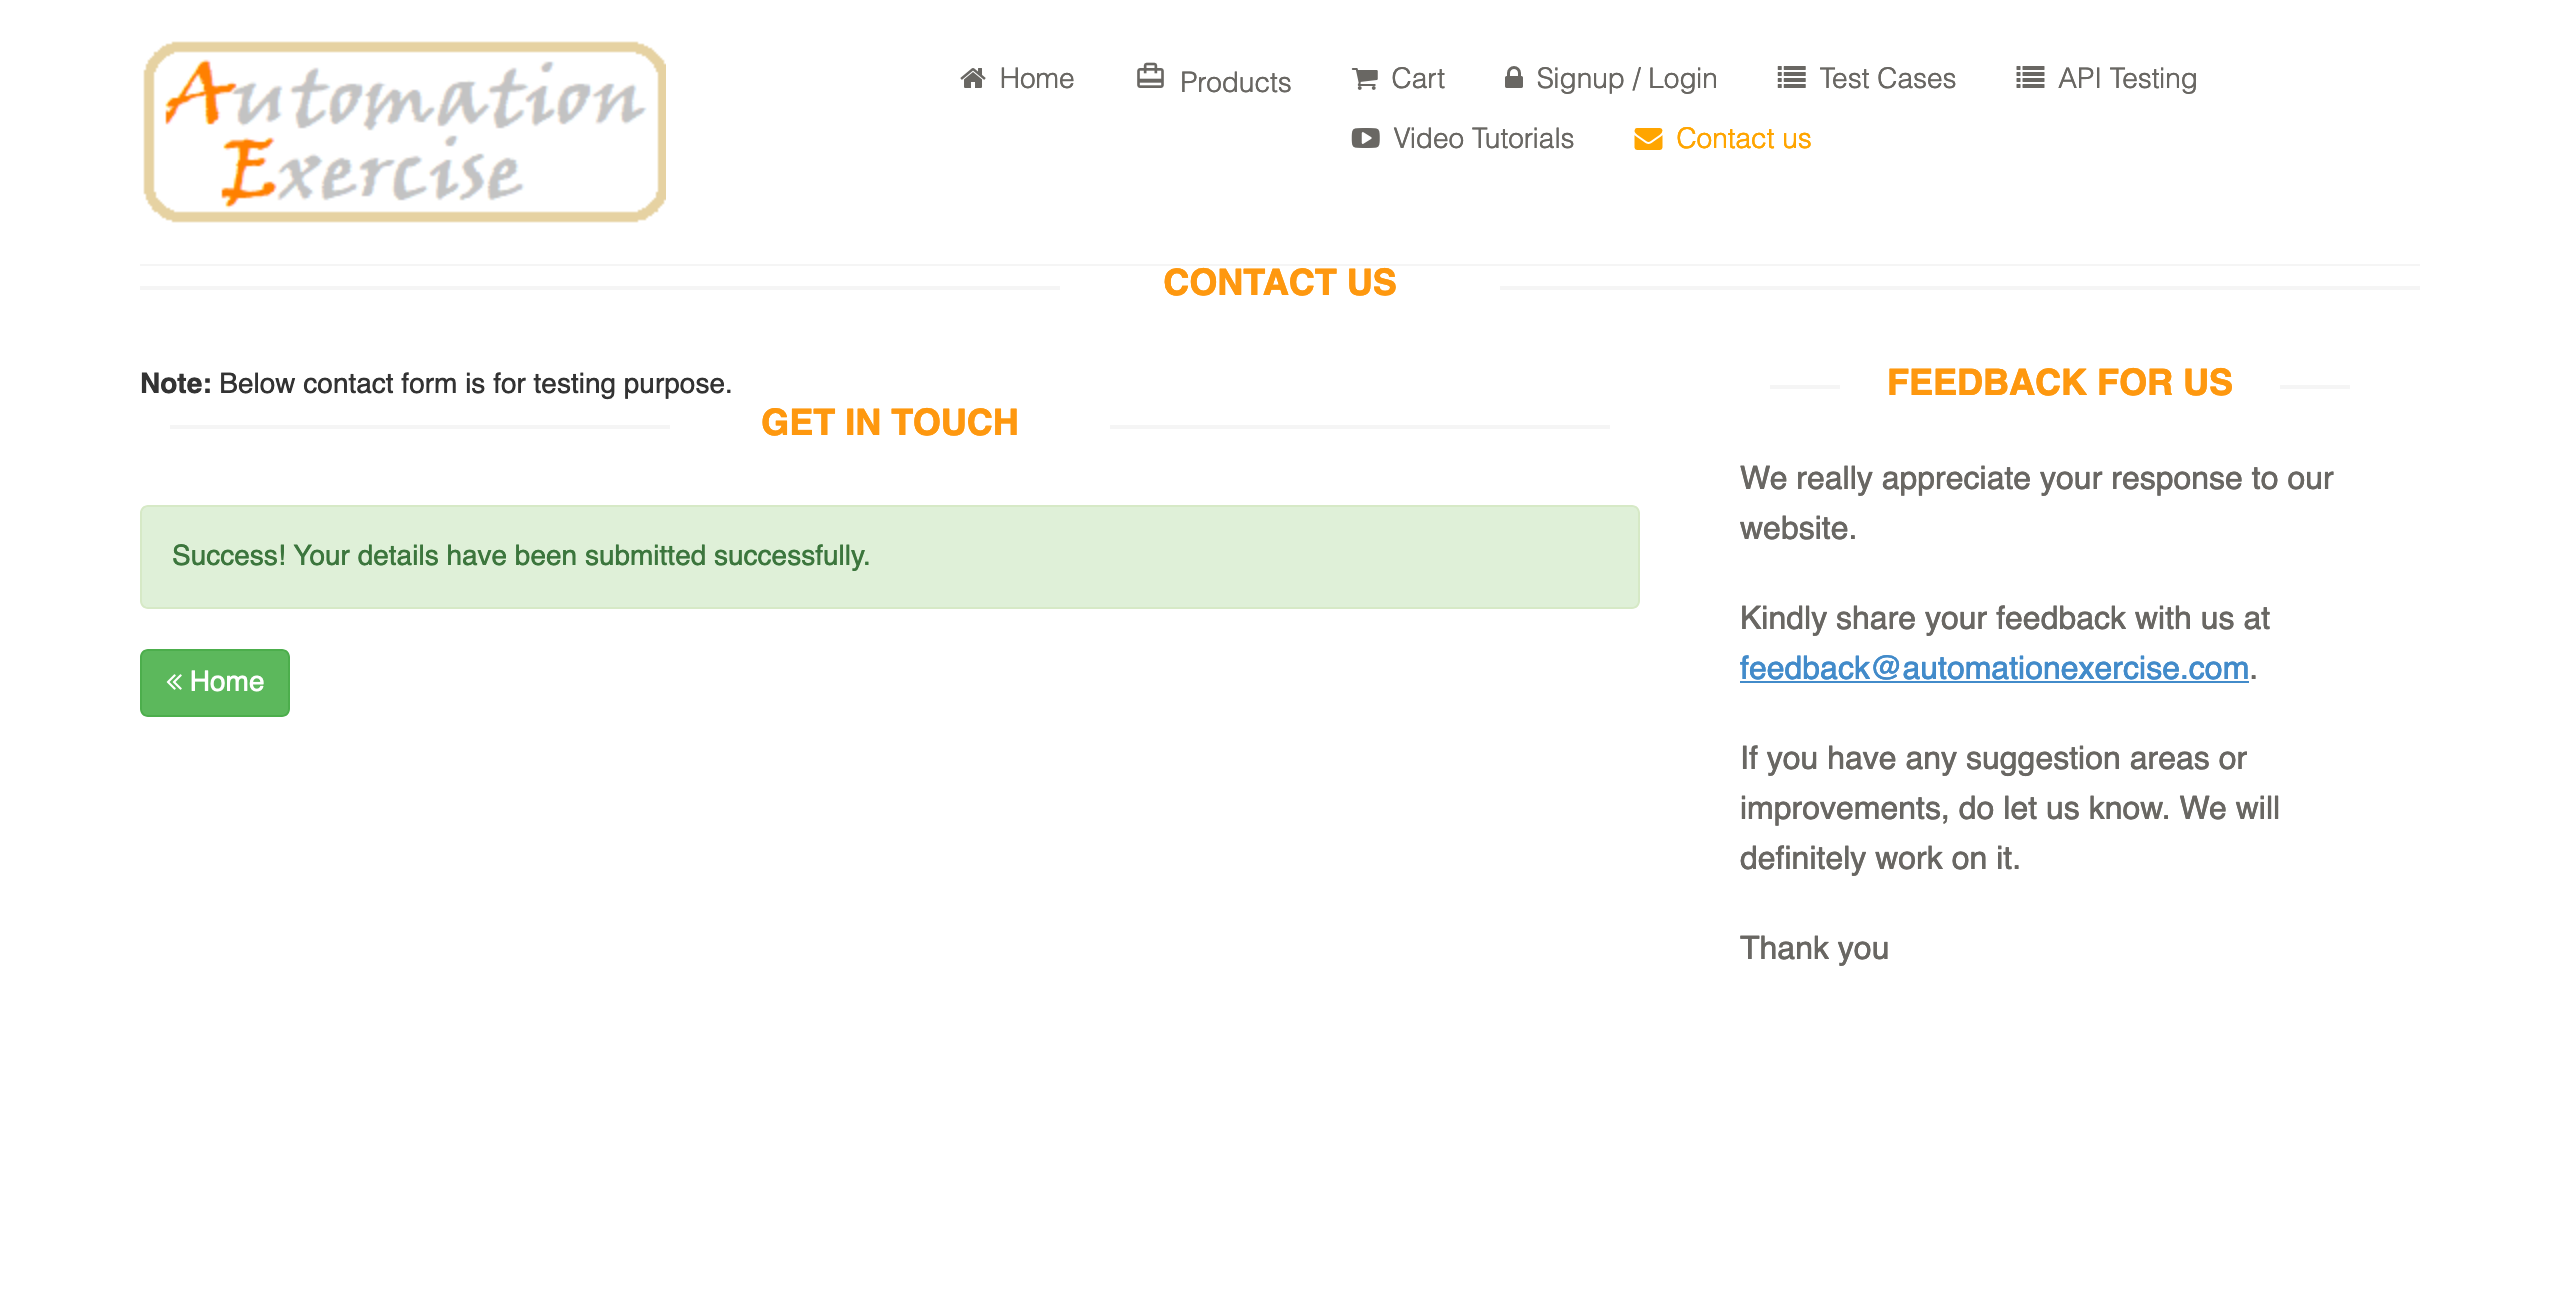 Automation
Exercise
Home
Products
Cart
Signup / Login
Test Cases
API Testing
Video Tutorials
Contact us
CONTACT US
Note: Below contact form is for testing purpose.
GET IN TOUCH
Success! Your details have been submitted successfully.
« Home
FEEDBACK FOR US
We really appreciate your response to our
website.
Kindly share your feedback with us at
feedback@automationexercise.com.
If you have any suggestion areas or
improvements, do let us know. We will
definitely work on it.
Thank you